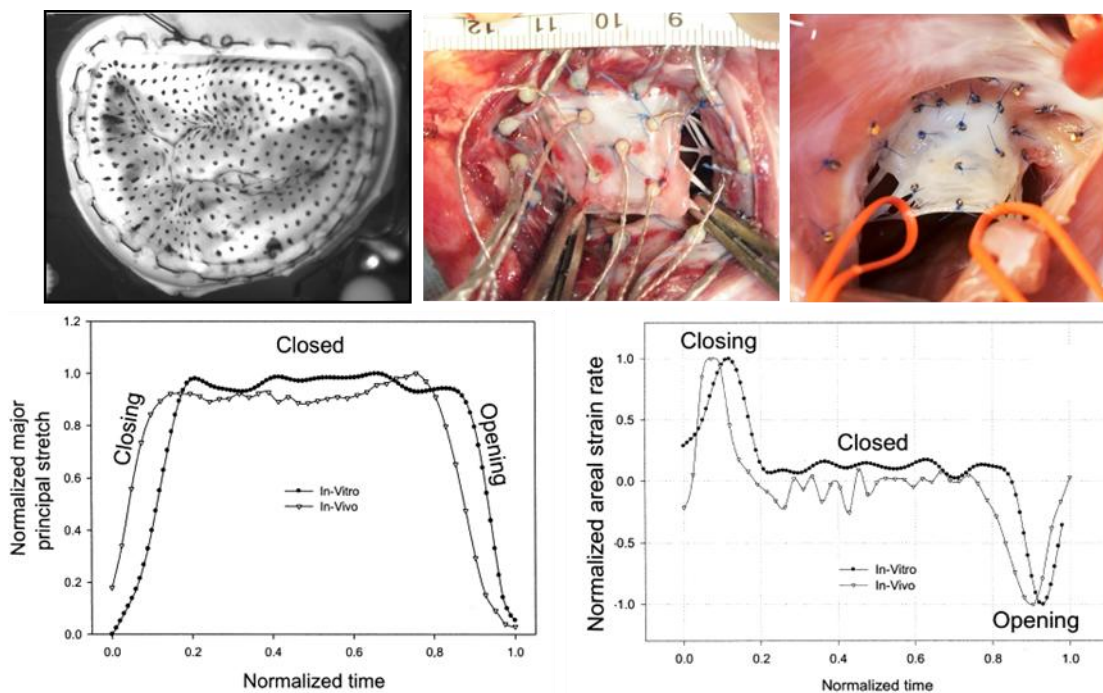 12 11 10 9
1.2
1.0
0.8
0.6
0.4
0.2
0.0
Normalized major
principal stretch
Closing
Closed
Opening
In-Vitro
In-Vivo
0.0 0.2 0.4 0.6 0,8 1.0
Normalized time
1.0
0.5
0.0
-0.5
-1.0
Normalized areal strain rate
Closing
Closed
Opening
In-Vitro
In-Vivo
0.0 0.2 0.4 0.6 0.8 1.0
Normalized time